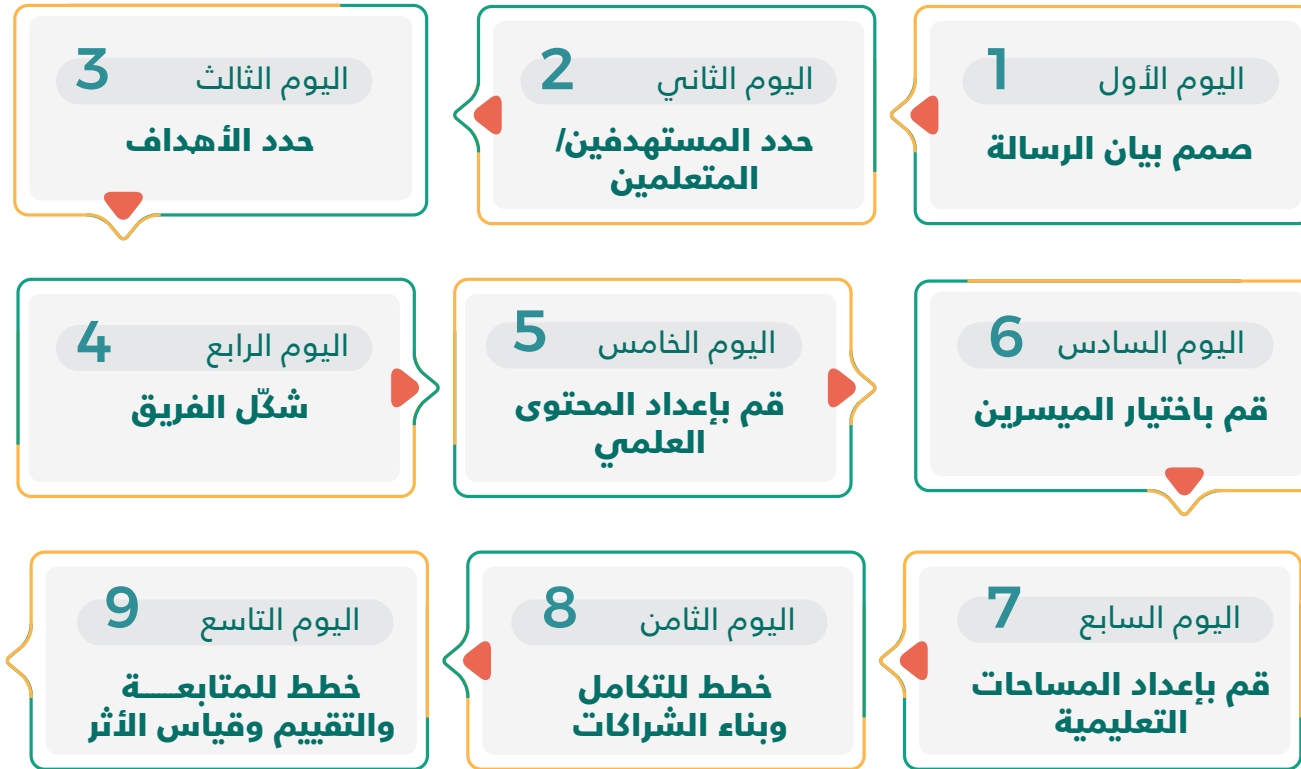 اليوم الأول 1
صمم بيان الرسالة
اليوم الثاني 2
حدد المستهدفين/
المتعلمين
اليوم الثالث 3
حدد الأهداف
اليوم الرابع 4
شكّل الفريق
اليوم الخامس 5
قم بإعداد المحتوى
العلمي
اليوم السادس 6
قم باختيار الميسرين
اليوم السابع 7
قم بإعداد المساحات
التعليمية
اليوم الثامن 8
خطط للتكامل
وبناء الشراكات
اليوم التاسع 9
خطط للمتابعـــــة
والتقييم وقياس الأثر